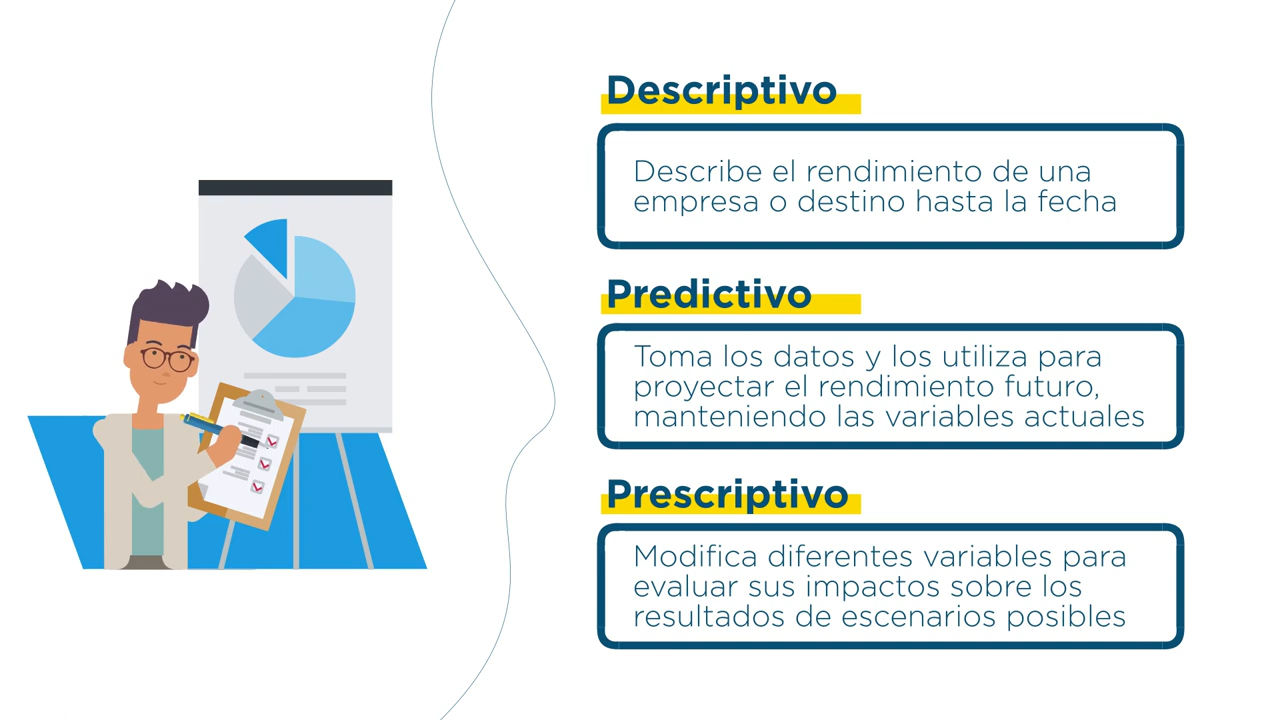 Descriptivo
Describe el rendimiento de una
empresa o destino hasta la fecha
Predictivo
Toma los datos y los utiliza para
proyectar el rendimiento futuro,
manteniendo las variables actuales
Prescriptivo
Modifica diferentes variables para
evaluar sus impactos sobre los
resultados de escenarios posibles